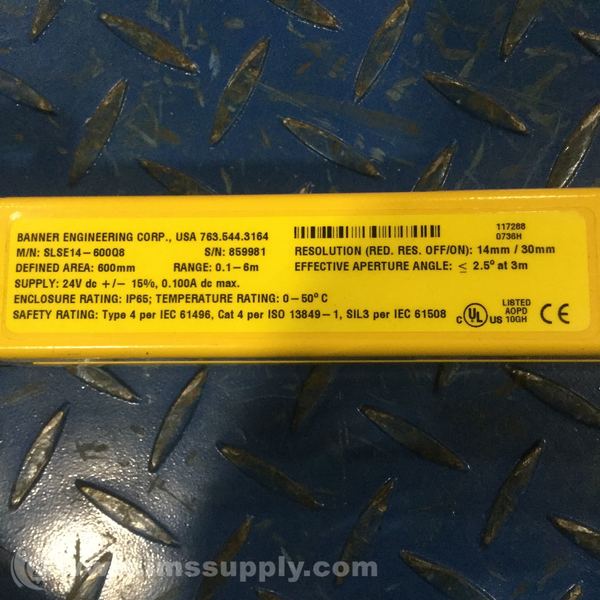 BANNER ENGINEERING CORP., USA 763.544.3164
M/N: SLSE14-600Q8 S/N: 859981
DEFINED AREA: 600mm RANGE: 0.1-6m
SUPPLY: 24V dc +/- 15%, 0.100A dc max.
ENCLOSURE RATING: IP65; TEMPERATURE RATING: 0-50°C
SAFETY RATING: Type 4 per IEC 61496, Cat 4 per ISO 13849-1, SIL3 per IEC 61508
117288
0736H
RESOLUTION (RED. RES. OFF/ON): 14mm / 30mm
EFFECTIVE APERTURE ANGLE: ≤ 2.5° at 3m
C UL US
LISTED
AOPD
10GH
CE